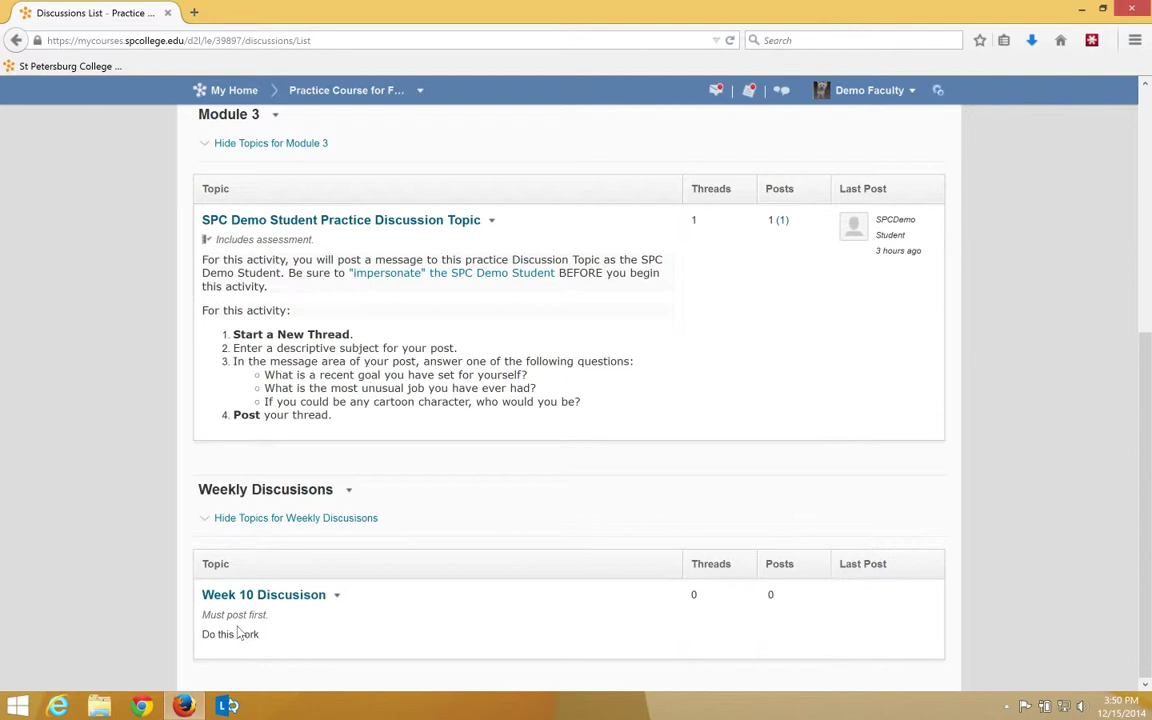 Discussions List - Practice ...
https://mycourses.spcollege.edu/d2l/le/39897/discussions/List
Search
St Petersburg College ...
My Home
Practice Course for F...
Demo Faculty
Module 3
Hide Topics for Module 3
Topic Threads Posts Last Post
SPC Demo Student Practice Discussion Topic 1 1 (1) SPCDemo
Student
Includes assessment.
3 hours ago
For this activity, you will post a message to this practice Discussion Topic as the SPC
Demo Student. Be sure to "impersonate" the SPC Demo Student BEFORE you begin
this activity.
For this activity:
1. Start a New Thread.
2. Enter a descriptive subject for your post.
3. In the message area of your post, answer one of the following questions:
What is a recent goal you have set for yourself?
What is the most unusual job you have ever had?
If you could be any cartoon character, who would you be?
4. Post your thread.
Weekly Discusisons
Hide Topics for Weekly Discusisons
Topic Threads Posts Last Post
Week 10 Discusison 0 0
Must post first.
Do this work
3:50 PM
12/15/2014